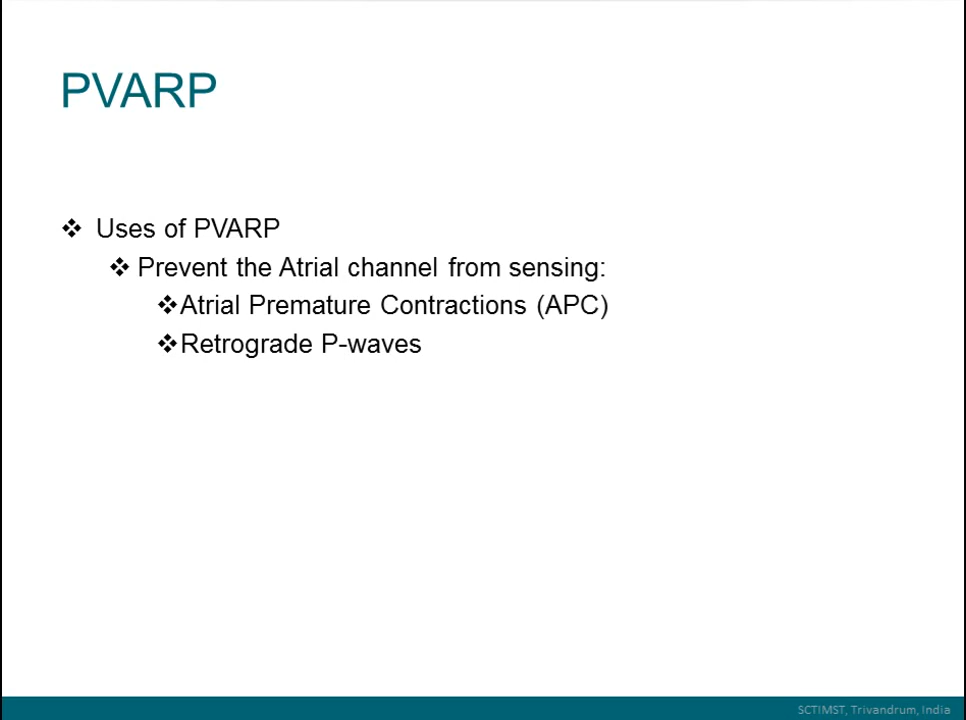 PVARP
❖ Uses of PVARP
❖ Prevent the Atrial channel from sensing:
❖Atrial Premature Contractions (APC)
❖Retrograde P-waves
SCTIMST, Trivandrum, India